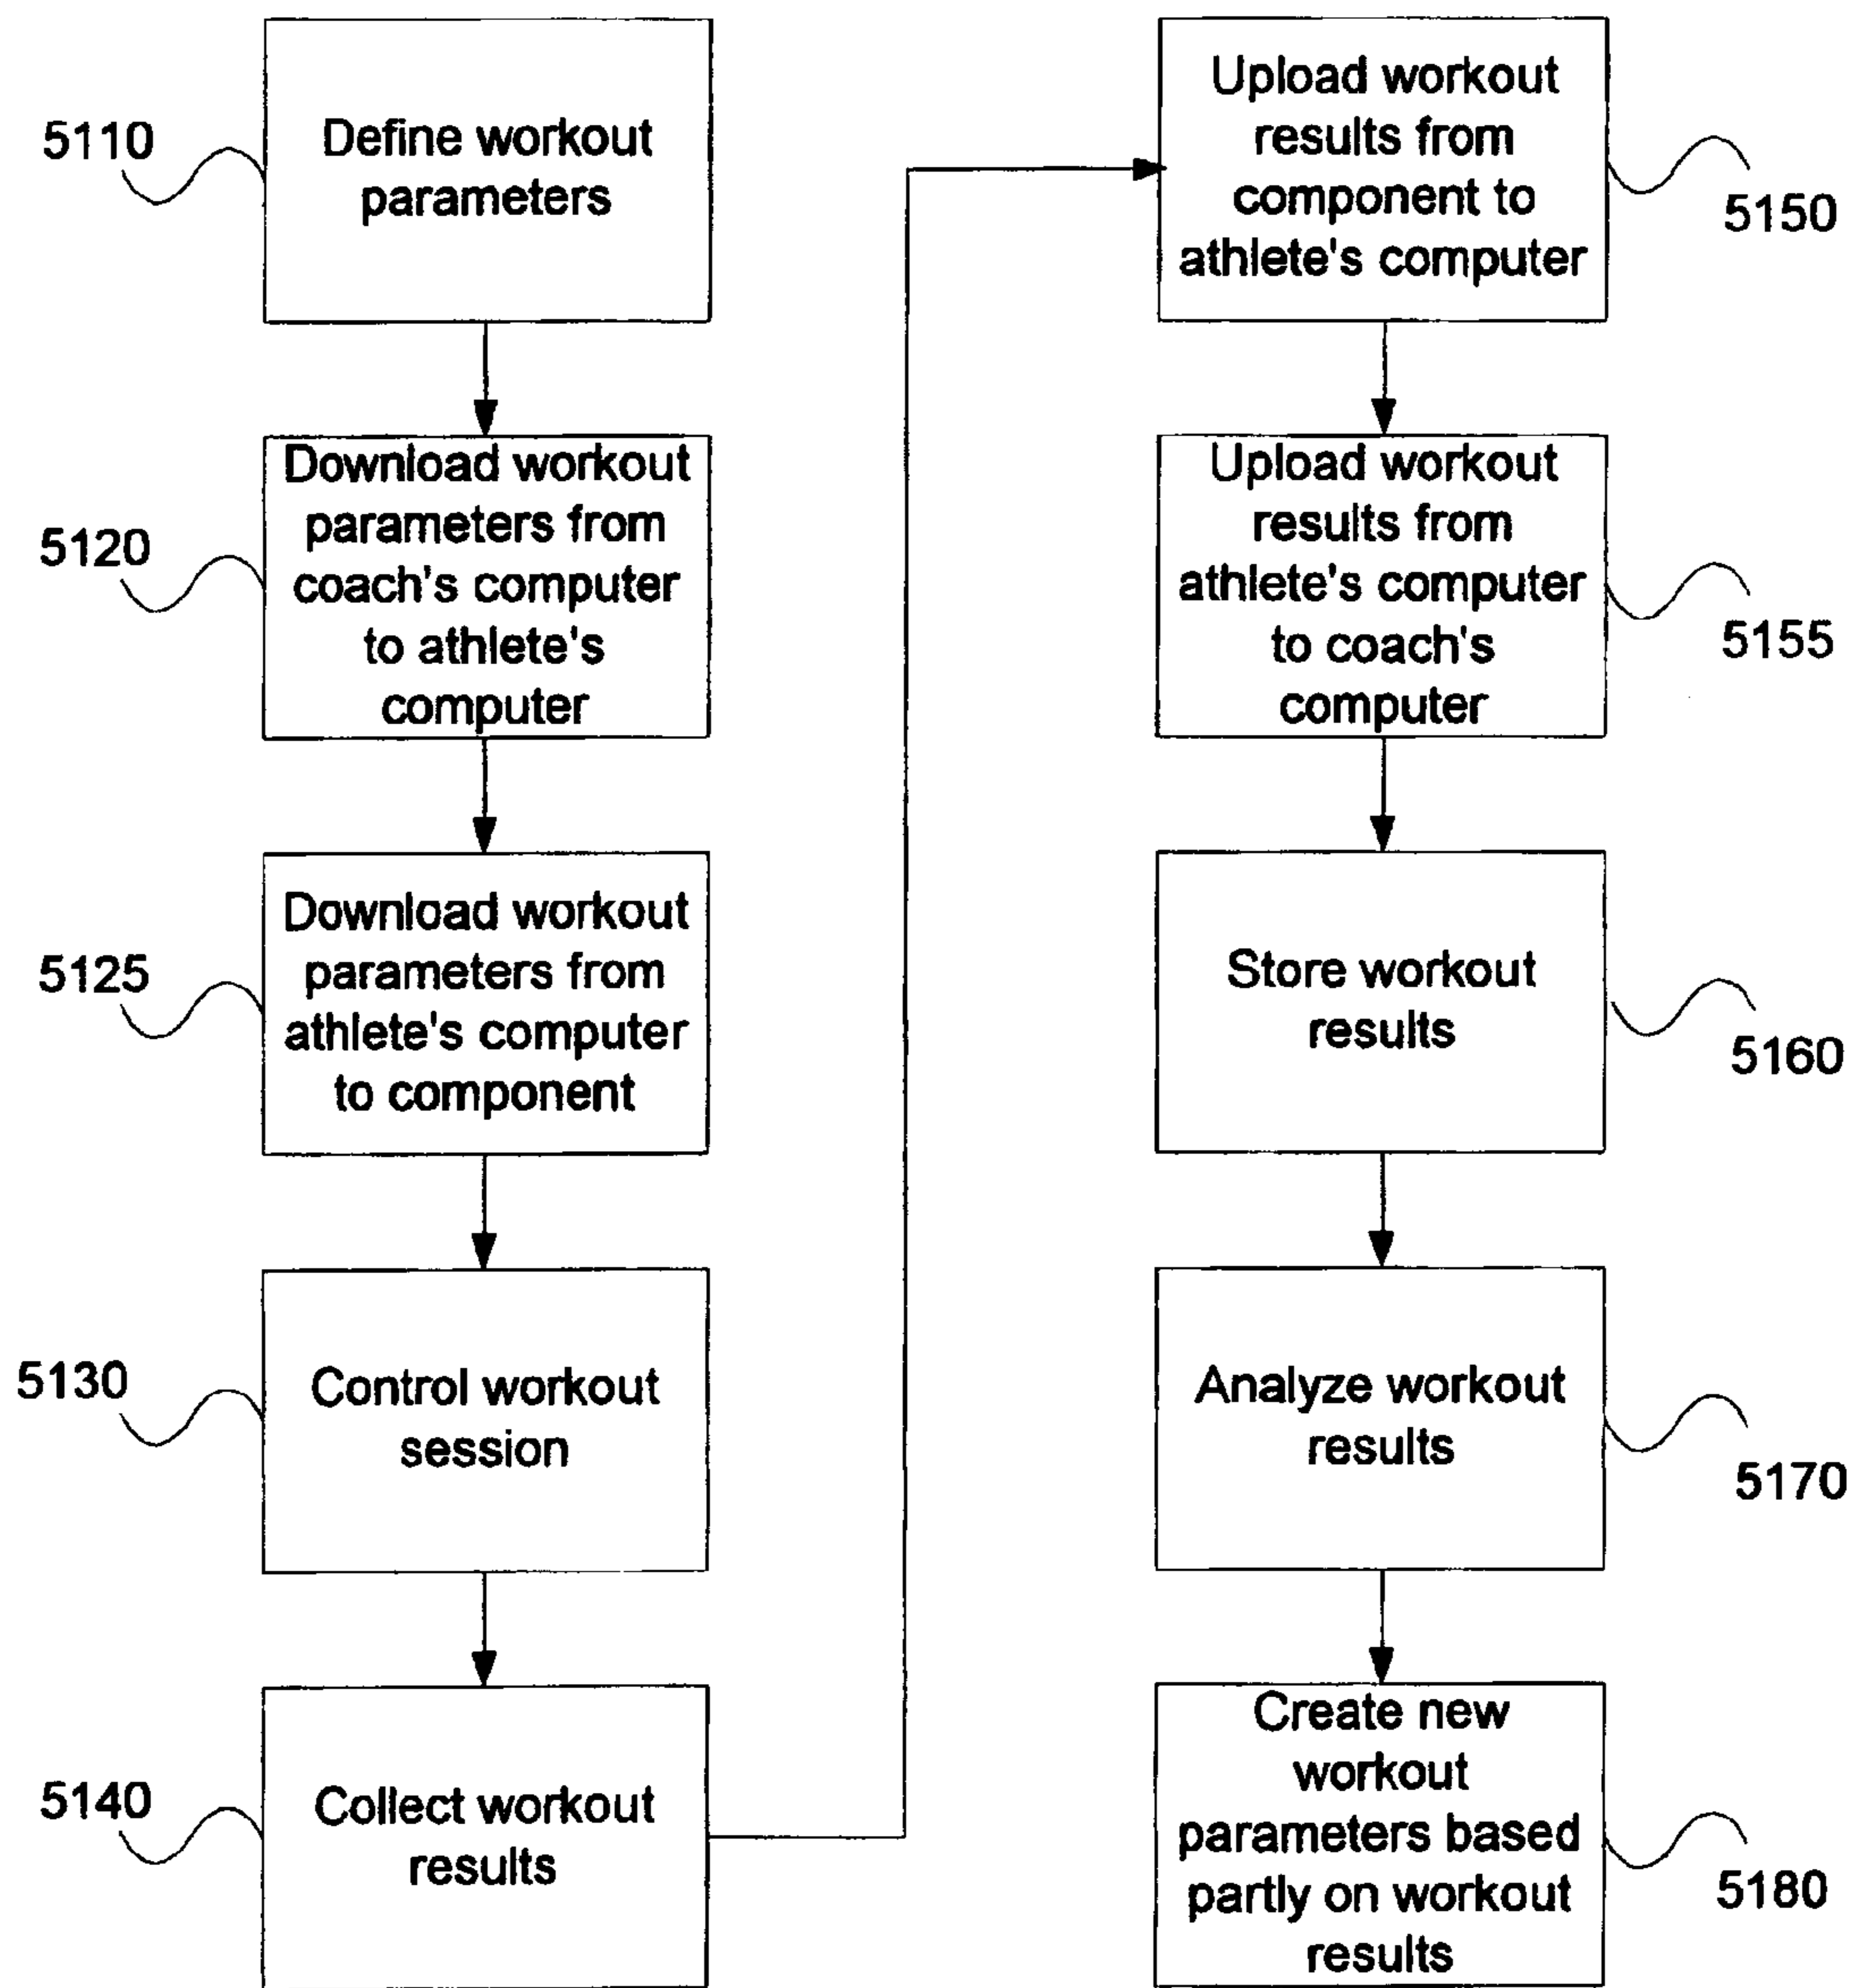 5110
Define workout
parameters
5120
Download workout
parameters from
coach's computer
to athlete's
computer
5125
Download workout
parameters from
athlete's computer
to component
5130
Control workout
session
5140
Collect workout
results
Upload workout
results from
component to
athlete's computer
5150
Upload workout
results from
athlete's computer
to coach's
computer
5155
Store workout
results
5160
Analyze workout
results
5170
Create new
workout
parameters based
partly on workout
results
5180